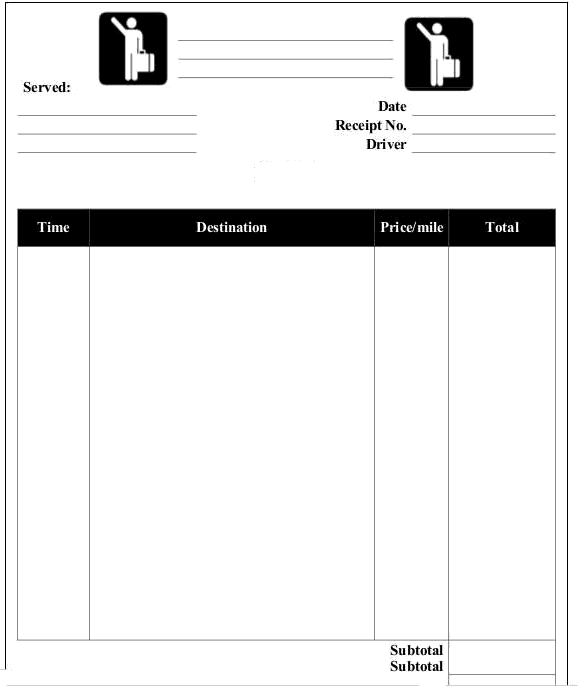 Served:
Date
Receipt No.
Driver
Time Destination Price/mile Total
Subtotal
Subtotal